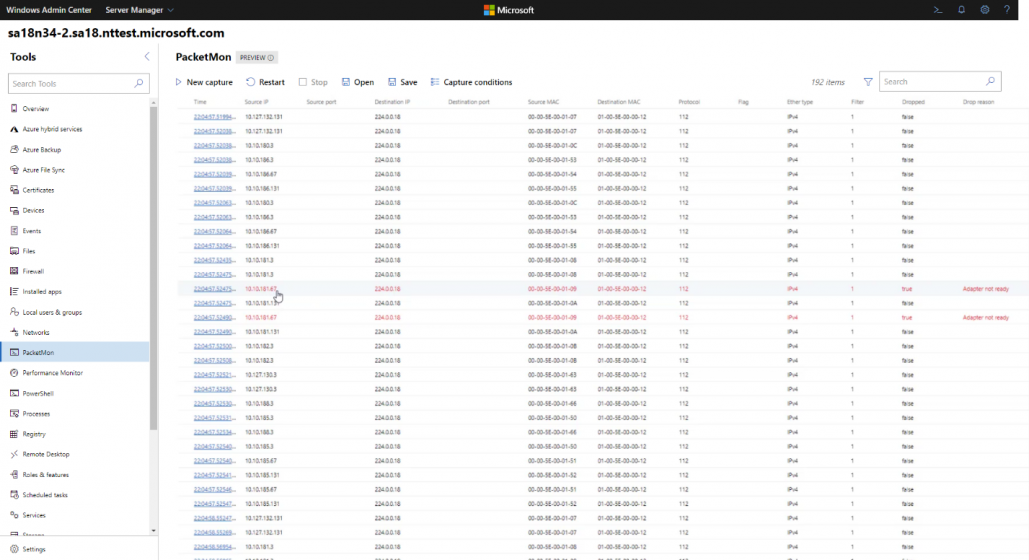 Windows Admin Center Server Manager Microsoft
sa18n34-2.sa18.nttest.microsoft.com
Tools
Search Tools
Overview
Azure hybrid services
Azure Backup
Azure File Sync
Certificates
Devices
Events
Files
Firewall
Installed apps
Local users & groups
Networks
PacketMon
Performance Monitor
PowerShell
Processes
Registry
Remote Desktop
Roles & features
Scheduled tasks
Services
Settings
PacketMon PREVIEW
New capture Restart Stop Open Save Capture conditions 192 items Search
Time Source IP Source port Destination IP Destination port Source MAC Destination MAC Protocol Flag Ether type Filter Dropped Drop reason
22:04:57.51994... 10.127.132.131 224.0.0.18 00-00-5E-00-01-07 01-00-5E-00-00-12 112 IPv4 1 false
22:04:57.52038... 10.127.132.131 224.0.0.18 00-00-5E-00-01-07 01-00-5E-00-00-12 112 IPv4 1 false
22:04:57.52038... 10.10.180.3 224.0.0.18 00-00-5E-00-01-0C 01-00-5E-00-00-12 112 IPv4 1 false
22:04:57.52038... 10.10.186.3 224.0.0.18 00-00-5E-00-01-53 01-00-5E-00-00-12 112 IPv4 1 false
22:04:57.52039... 10.10.186.67 224.0.0.18 00-00-5E-00-01-54 01-00-5E-00-00-12 112 IPv4 1 false
22:04:57.52039... 10.10.186.131 224.0.0.18 00-00-5E-00-01-55 01-00-5E-00-00-12 112 IPv4 1 false
22:04:57.52063... 10.10.180.3 224.0.0.18 00-00-5E-00-01-0C 01-00-5E-00-00-12 112 IPv4 1 false
22:04:57.52063... 10.10.186.3 224.0.0.18 00-00-5E-00-01-53 01-00-5E-00-00-12 112 IPv4 1 false
22:04:57.52064... 10.10.186.67 224.0.0.18 00-00-5E-00-01-54 01-00-5E-00-00-12 112 IPv4 1 false
22:04:57.52064... 10.10.186.131 224.0.0.18 00-00-5E-00-01-55 01-00-5E-00-00-12 112 IPv4 1 false
22:04:57.52435... 10.10.181.3 224.0.0.18 00-00-5E-00-01-08 01-00-5E-00-00-12 112 IPv4 1 false
22:04:57.52475... 10.10.181.3 224.0.0.18 00-00-5E-00-01-08 01-00-5E-00-00-12 112 IPv4 1 false
22:04:57.52475... 10.10.181.67 224.0.0.18 00-00-5E-00-01-09 01-00-5E-00-00-12 112 IPv4 1 true Adapter not ready
22:04:57.52475... 224.0.0.18 00-00-5E-00-01-0A 01-00-5E-00-00-12 112 IPv4 1 false
22:04:57.52490... 10.10.181.67 224.0.0.18 00-00-5E-00-01-09 01-00-5E-00-00-12 112 IPv4 1 true Adapter not ready
22:04:57.52490... 10.10.181.131 224.0.0.18 00-00-5E-00-01-0A 01-00-5E-00-00-12 112 IPv4 1 false
22:04:57.52500... 10.10.182.3 224.0.0.18 00-00-5E-00-01-0B 01-00-5E-00-00-12 112 IPv4 1 false
22:04:57.52508... 10.10.182.3 224.0.0.18 00-00-5E-00-01-0B 01-00-5E-00-00-12 112 IPv4 1 false
22:04:57.52521... 10.127.130.3 224.0.0.18 00-00-5E-00-01-63 01-00-5E-00-00-12 112 IPv4 1 false
22:04:57.52530... 10.127.130.3 224.0.0.18 00-00-5E-00-01-63 01-00-5E-00-00-12 112 IPv4 1 false
22:04:57.52530... 10.10.188.3 224.0.0.18 00-00-5E-00-01-66 01-00-5E-00-00-12 112 IPv4 1 false
22:04:57.52531... 10.10.185.3 224.0.0.18 00-00-5E-00-01-50 01-00-5E-00-00-12 112 IPv4 1 false
22:04:57.52534... 10.10.188.3 224.0.0.18 00-00-5E-00-01-66 01-00-5E-00-00-12 112 IPv4 1 false
22:04:57.52540... 10.10.185.3 224.0.0.18 00-00-5E-00-01-50 01-00-5E-00-00-12 112 IPv4 1 false
22:04:57.52540... 10.10.185.67 224.0.0.18 00-00-5E-00-01-51 01-00-5E-00-00-12 112 IPv4 1 false
22:04:57.52541... 10.10.185.131 224.0.0.18 00-00-5E-00-01-52 01-00-5E-00-00-12 112 IPv4 1 false
22:04:57.52546... 10.10.185.67 224.0.0.18 00-00-5E-00-01-51 01-00-5E-00-00-12 112 IPv4 1 false
22:04:57.52547... 10.10.185.131 224.0.0.18 00-00-5E-00-01-52 01-00-5E-00-00-12 112 IPv4 1 false
22:04:58.35247... 10.127.132.131 224.0.0.18 00-00-5E-00-01-07 01-00-5E-00-00-12 112 IPv4 1 false
22:04:58.35289... 10.127.132.131 224.0.0.18 00-00-5E-00-01-07 01-00-5E-00-00-12 112 IPv4 1 false
22:04:58.36954... 10.10.181.3 224.0.0.18 00-00-5E-00-01-08 01-00-5E-00-00-12 112 IPv4 1 false